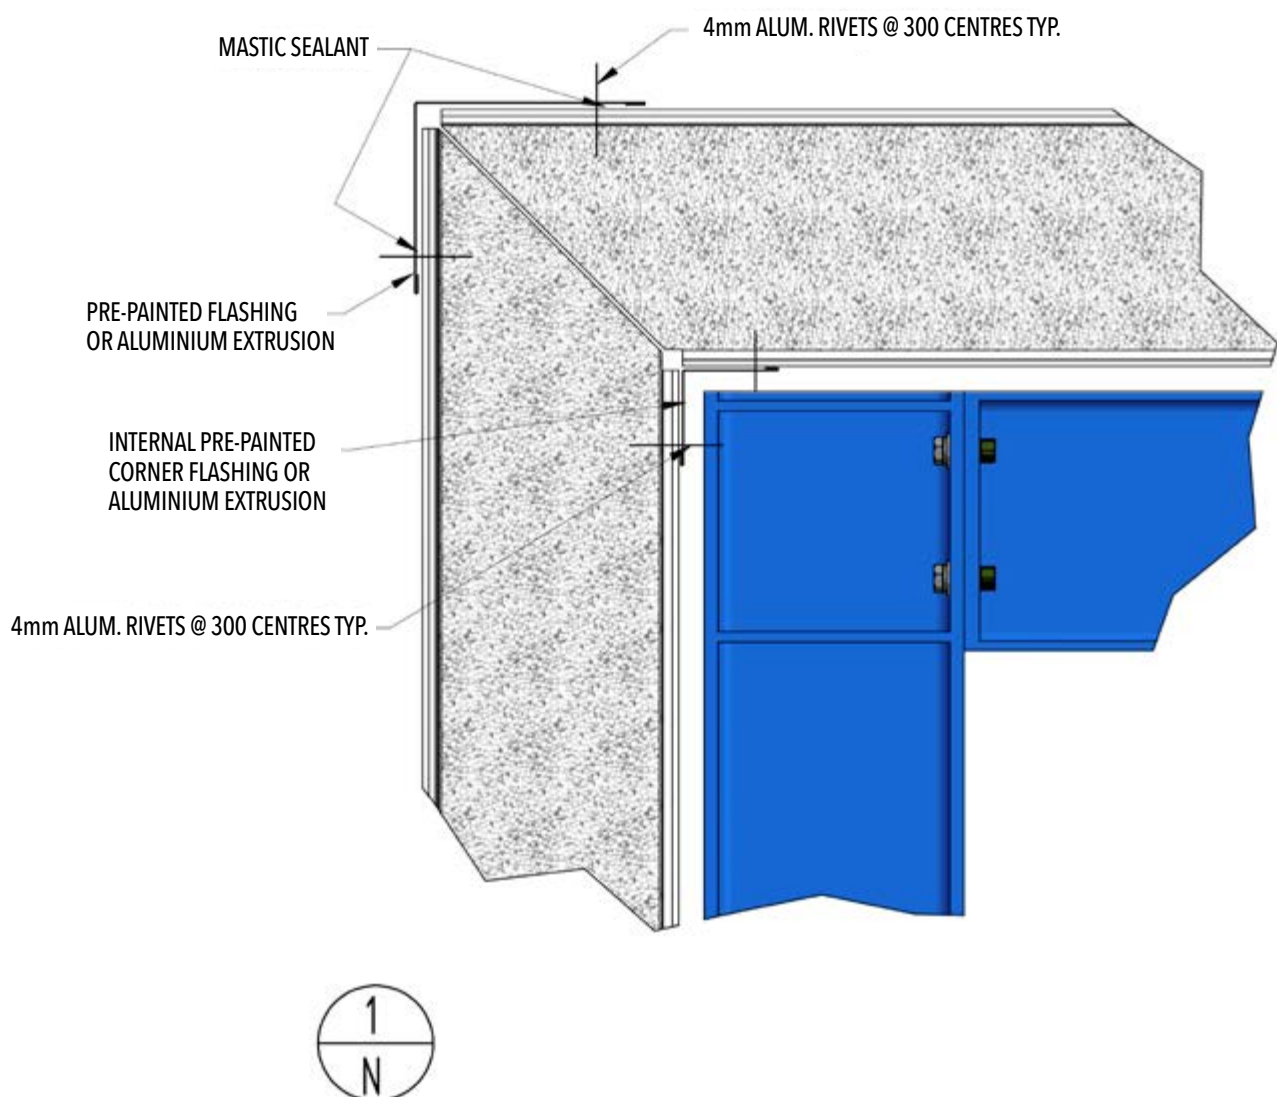 4mm ALUM. RIVETS @ 300 CENTRES TYP.
MASTIC SEALANT
PRE-PAINTED FLASHING
OR ALUMINIUM EXTRUSION
INTERNAL PRE-PAINTED
CORNER FLASHING OR
ALUMINIUM EXTRUSION
4mm ALUM. RIVETS @ 300 CENTRES TYP.
1
N